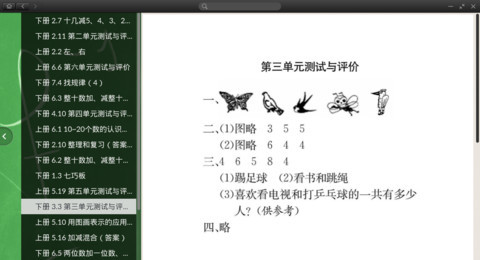 下册 2.7 十几减5、4、3、2...
下册 2.11 第二单元测试与评...
上册 2.2 左、右
上册 6.6 第六单元测试与评价
下册 7.4 找规律（4）
下册 6.3 整十数加、减整十...
下册 4.10 第四单元测试与评...
上册 6.1 10~20个数的认识...
下册 2.10 整理和复习（答案...
下册 6.2 整十数加、减整十...
下册 1.3 七巧板
上册 5.19 第五单元测试与评...
下册 3.3 第三单元测试与评...
上册 5.10 用图画表示的应用...
上册 5.16 加减混合（答案）
下册 6.5 两位数加一位数、...
第三单元测试与评价
一、
二、(1)图略 3 5 5
(2)图略 6 4 4
三、4 6 5 8 4
(1)踢足球 (2)看书和跳绳
(3)喜欢看电视和打乒乓球的一共有多少
人?(供参考)
四、略